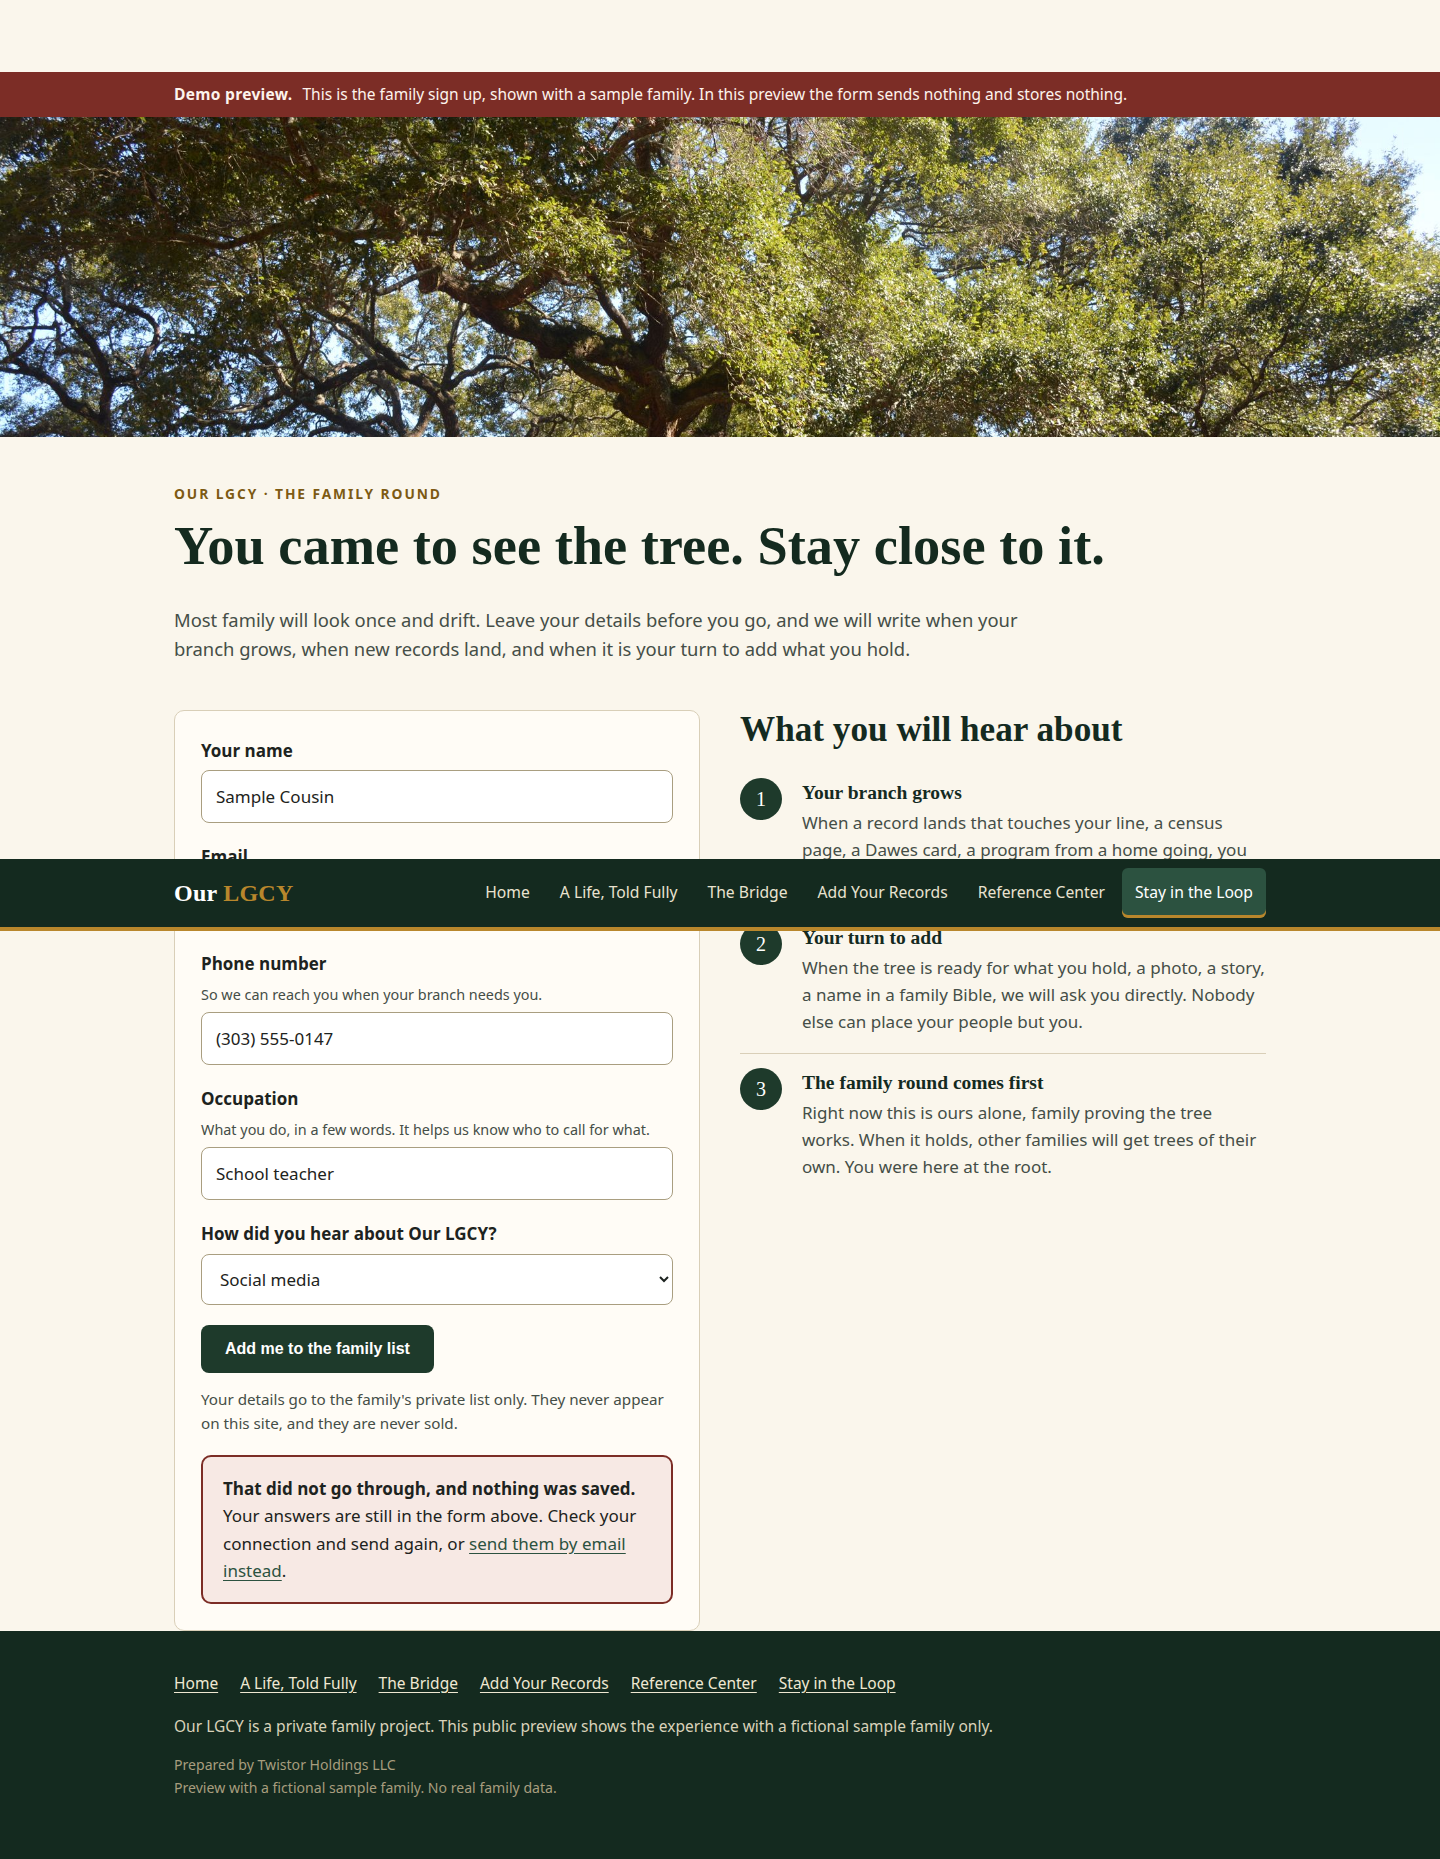 Demo preview. This is the family sign up, shown with a sample family. In this preview the form sends nothing and stores nothing.
OUR LGCY · THE FAMILY ROUND
You came to see the tree. Stay close to it.
Most family will look once and drift. Leave your details before you go, and we will write when your
branch grows, when new records land, and when it is your turn to add what you hold.
Your name
Sample Cousin
Email
What you will hear about
1
Your branch grows
When a record lands that touches your line, a census
page, a Dawes card, a program from a home going, you
Our LGCY
Home
A Life, Told Fully
The Bridge
Add Your Records
Reference Center
Stay in the Loop
Phone number
So we can reach you when your branch needs you.
(303) 555-0147
Occupation
What you do, in a few words. It helps us know who to call for what.
School teacher
How did you hear about Our LGCY?
Social media
Add me to the family list
Your details go to the family's private list only. They never appear
on this site, and they are never sold.
That did not go through, and nothing was saved.
Your answers are still in the form above. Check your
connection and send again, or send them by email
instead.
2
Your turn to add
When the tree is ready for what you hold, a photo, a story,
a name in a family Bible, we will ask you directly. Nobody
else can place your people but you.
3
The family round comes first
Right now this is ours alone, family proving the tree
works. When it holds, other families will get trees of their
own. You were here at the root.
Home
A Life, Told Fully
The Bridge
Add Your Records
Reference Center
Stay in the Loop
Our LGCY is a private family project. This public preview shows the experience with a fictional sample family only.
Prepared by Twistor Holdings LLC
Preview with a fictional sample family. No real family data.